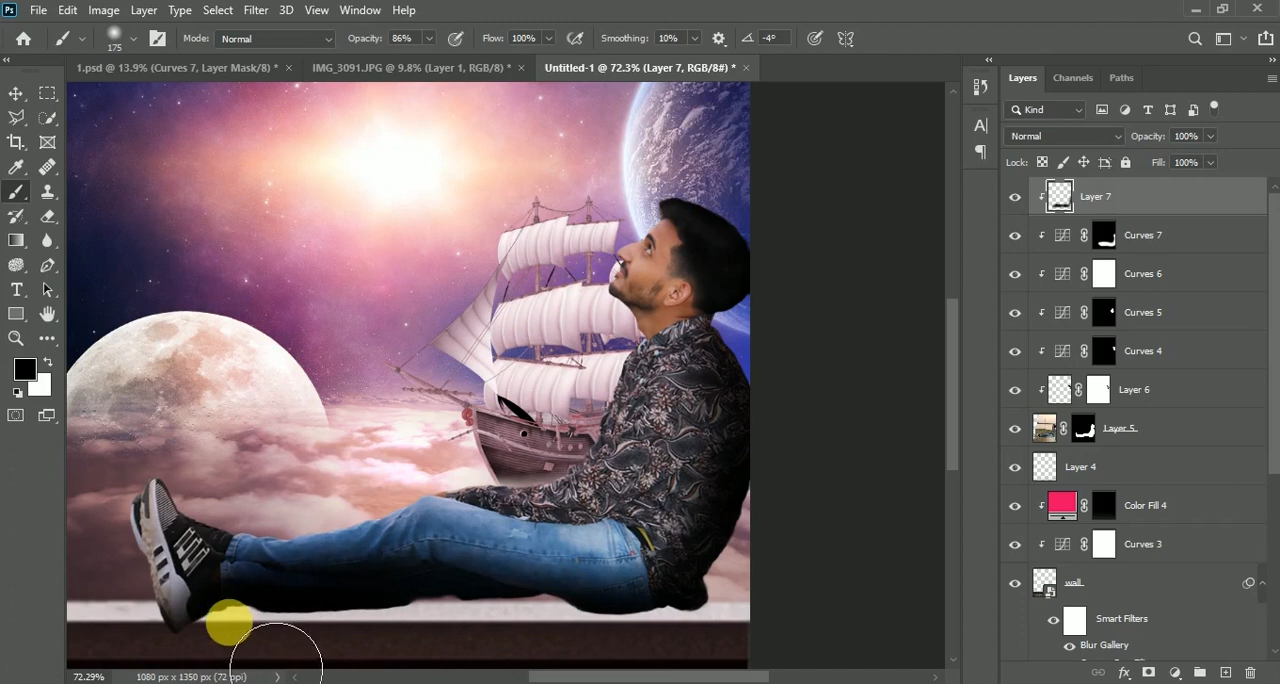 Ps File Edit Image Layer Type Select Filter 3D View Window Help
175 Mode: Normal Opacity: 86% Flow: 100% Smoothing: 10% -4°
1.psd @ 13.9% (Curves 7, Layer Mask/8) * × IMG_3091.JPG @ 9.8% (Layer 1, RGB/8) * × Untitled-1 @ 72.3% (Layer 7, RGB/8#) * ×
Layers Channels Paths
Kind
Normal Opacity: 100%
Lock: Fill: 100%
Layer 7
Curves 7
Curves 6
Curves 5
Curves 4
Layer 6
Layer 5
Layer 4
Color Fill 4
Curves 3
wall
Smart Filters
Blur Gallery
72.29% 1080 px x 1350 px (72 ppi)